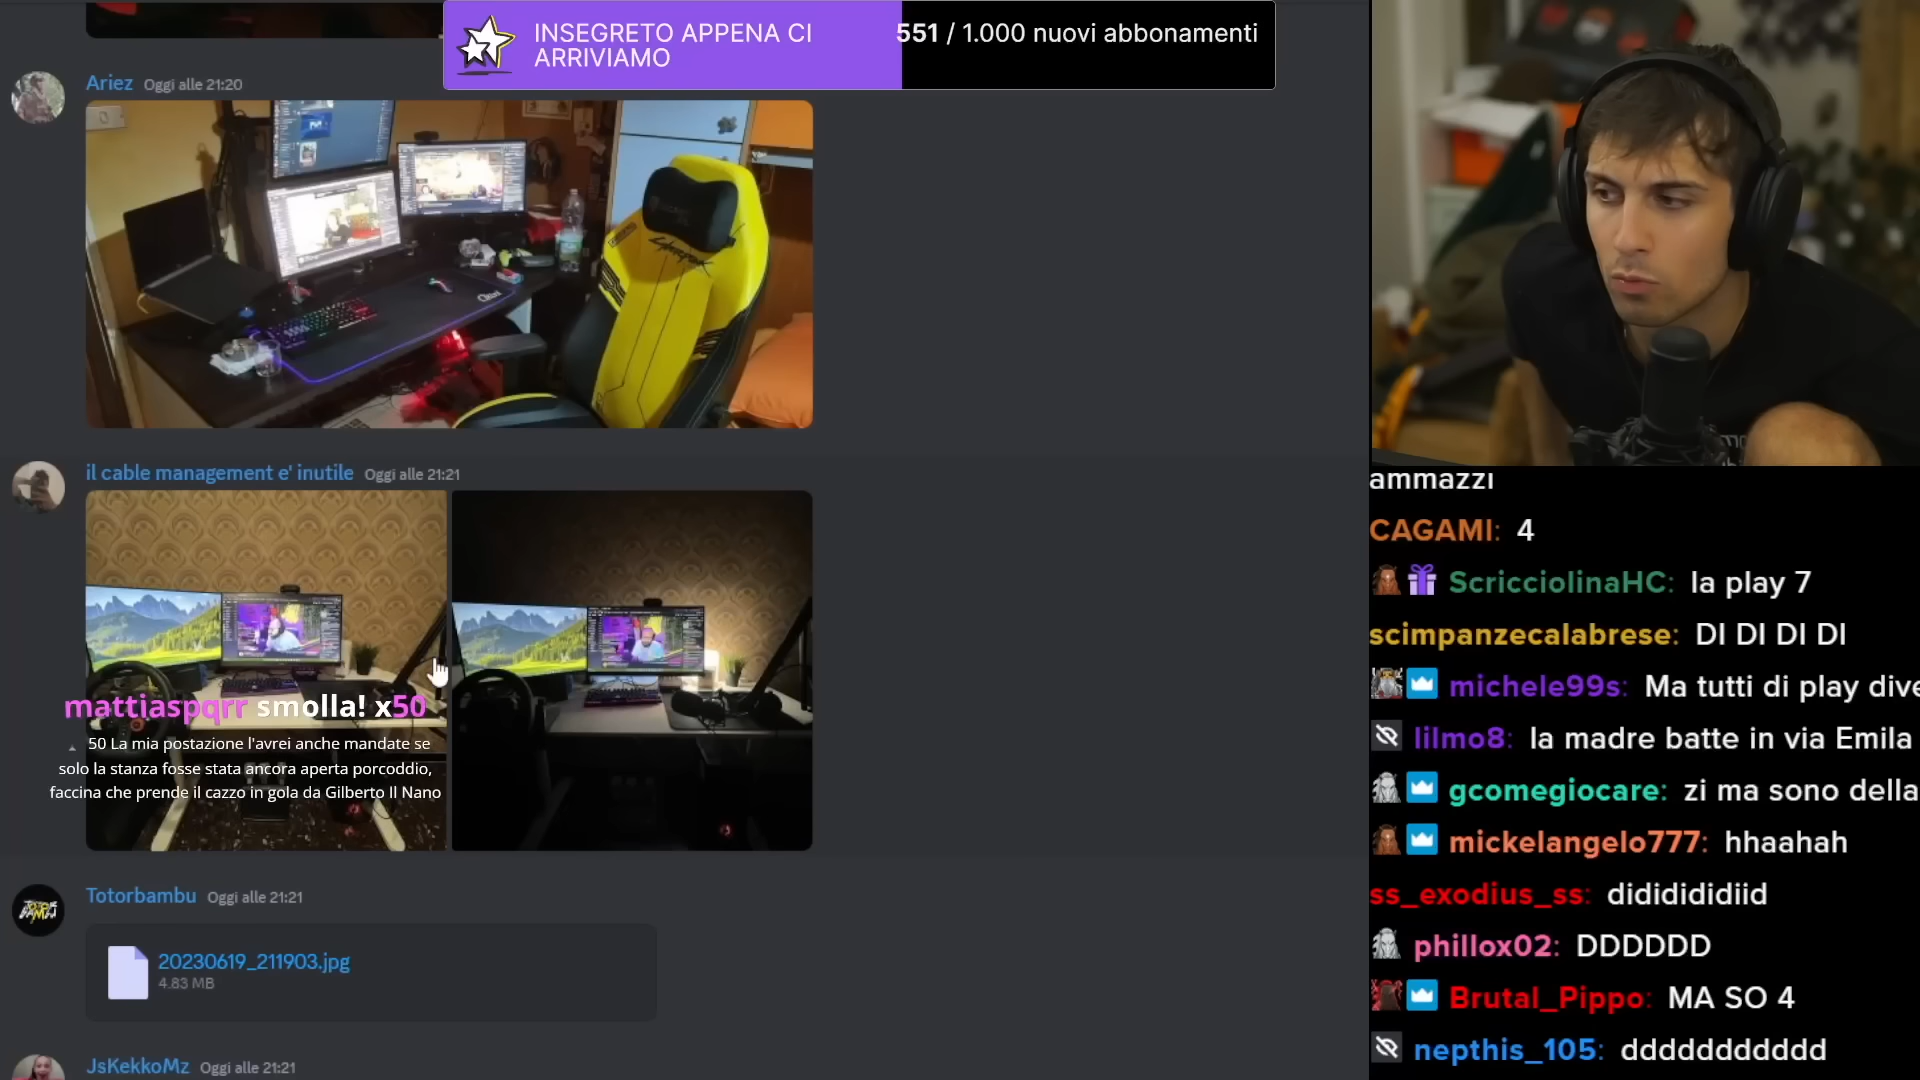 INSEGRETO APPENA CI
ARRIVIAMO
551 / 1.000 nuovi abbonamenti
Ariez Oggi alle 21:20
il cable management e' inutile Oggi alle 21:21
mattiaspqrr smolla! x50
50 La mia postazione l'avrei anche mandate se
solo la stanza fosse stata ancora aperta porcoddio,
faccina che prende il cazzo in gola da Gilberto Il Nano
Totorbambu Oggi alle 21:21
20230619_211903.jpg
4.83 MB
JsKekkoMz Oggi alle 21:21
ammazzi
CAGAMI: 4
ScricciolinaHC: la play 7
scimpanzecalabrese: DI DI DI DI
michele99s: Ma tutti di play dive
lilmo8: la madre batte in via Emila
gcomegiocare: zi ma sono della
mickelangelo777: hhaahah
ss_exodius_ss: didididiidiid
phillox02: DDDDDD
Brutal_Pippo: MA SO 4
nepthis_105: ddddddddddd